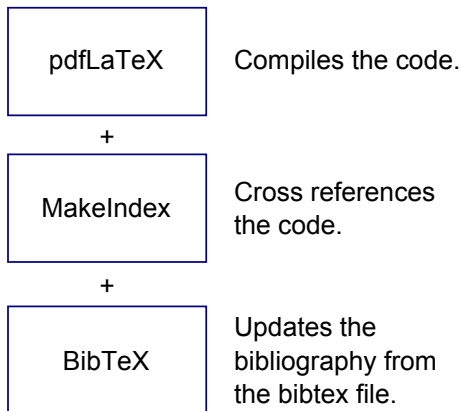 pdfLaTeX
Compiles the code.
+
MakeIndex
Cross references
the code.
+
BibTeX
Updates the
bibliography from
the bibtex file.